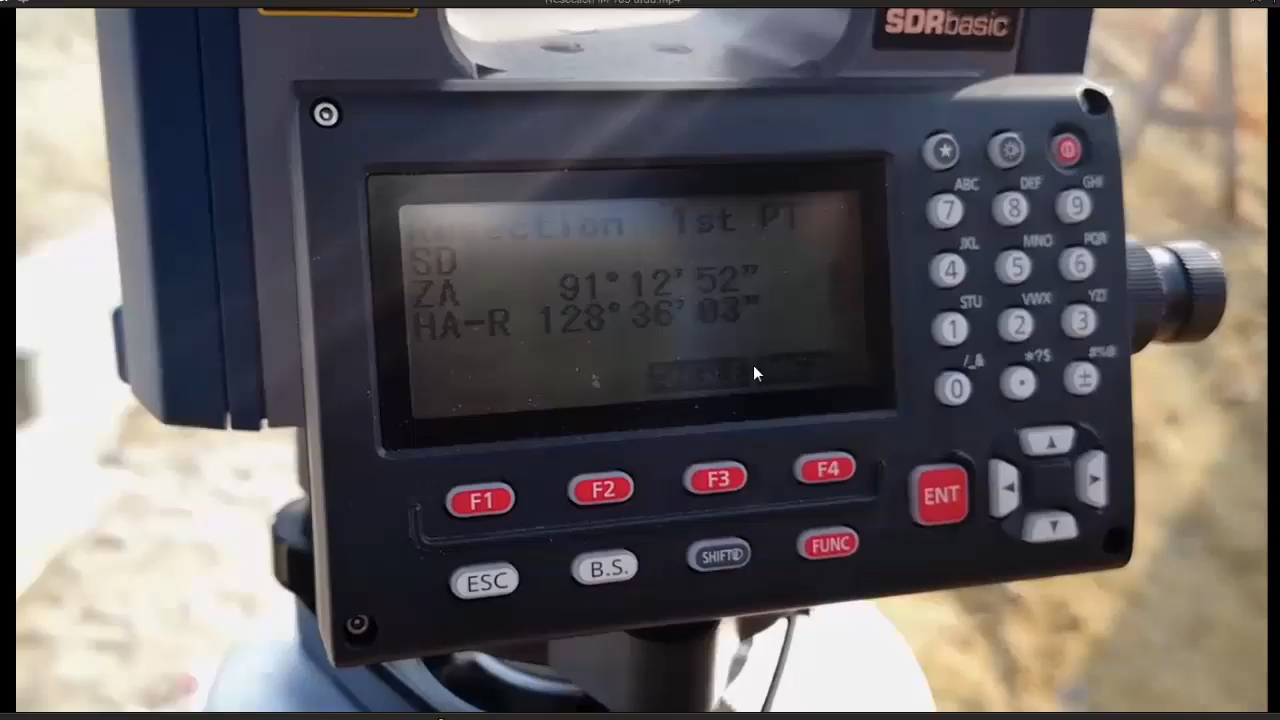 SDRbasic
Resection 1st PT
SD
ZA 91°12'52"
HA-R 128°36'03"
ABC DEF GHI
7 8 9
JKL MNO PQR
4 5 6
STU VWX YZ
1 2 3
/_& *?$ #%@
0 . ±
F1 F2 F3 F4
ENT
ESC B.S. SHIFT FUNC